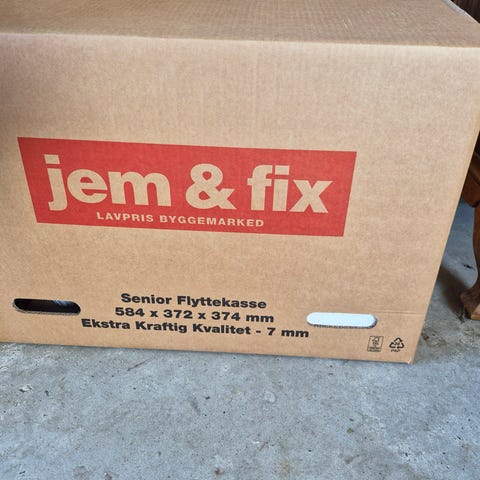 jem & fix
LAVPRIS BYGGEMARKED
Senior Flyttekasse
584 x 372 x 374 mm
Ekstra Kraftig Kvalitet - 7 mm